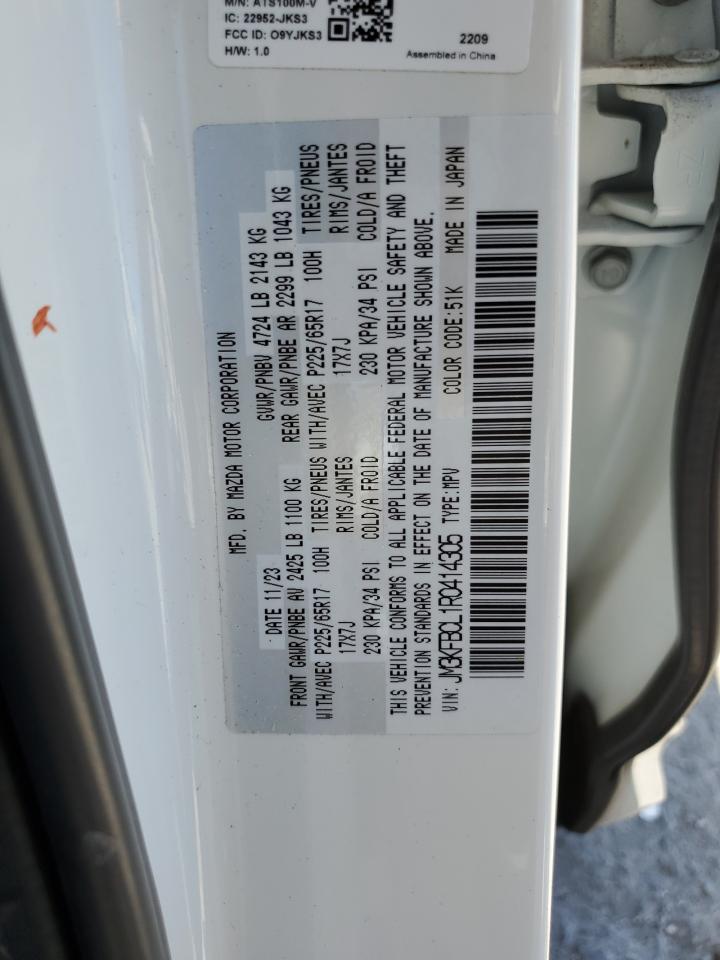 M/N: ATS100M-V
IC: 22952-JKS3
FCC ID: O9YJKS3
H/W: 1.0
2209
Assembled in China
MFD. BY MAZDA MOTOR CORPORATION
DATE 11/23 GVWR/PNBV 4724 LB 2143 KG
FRONT GAWR/PNBE AV 2425 LB 1100 KG REAR GAWR/PNBE AR 2299 LB 1043 KG
WITH/AVEC P225/65R17 100H TIRES/PNEUS WITH/AVEC P225/65R17 100H TIRES/PNEUS
17X7J RIMS/JANTES 17X7J RIMS/JANTES
230 KPA/34 PSI COLD/A FROID 230 KPA/34 PSI COLD/A FROID
THIS VEHICLE CONFORMS TO ALL APPLICABLE FEDERAL MOTOR VEHICLE SAFETY AND THEFT
PREVENTION STANDARDS IN EFFECT ON THE DATE OF MANUFACTURE SHOWN ABOVE.
VIN: JM3KFBCL1R0414305 TYPE:MPV COLOR CODE:51K MADE IN JAPAN